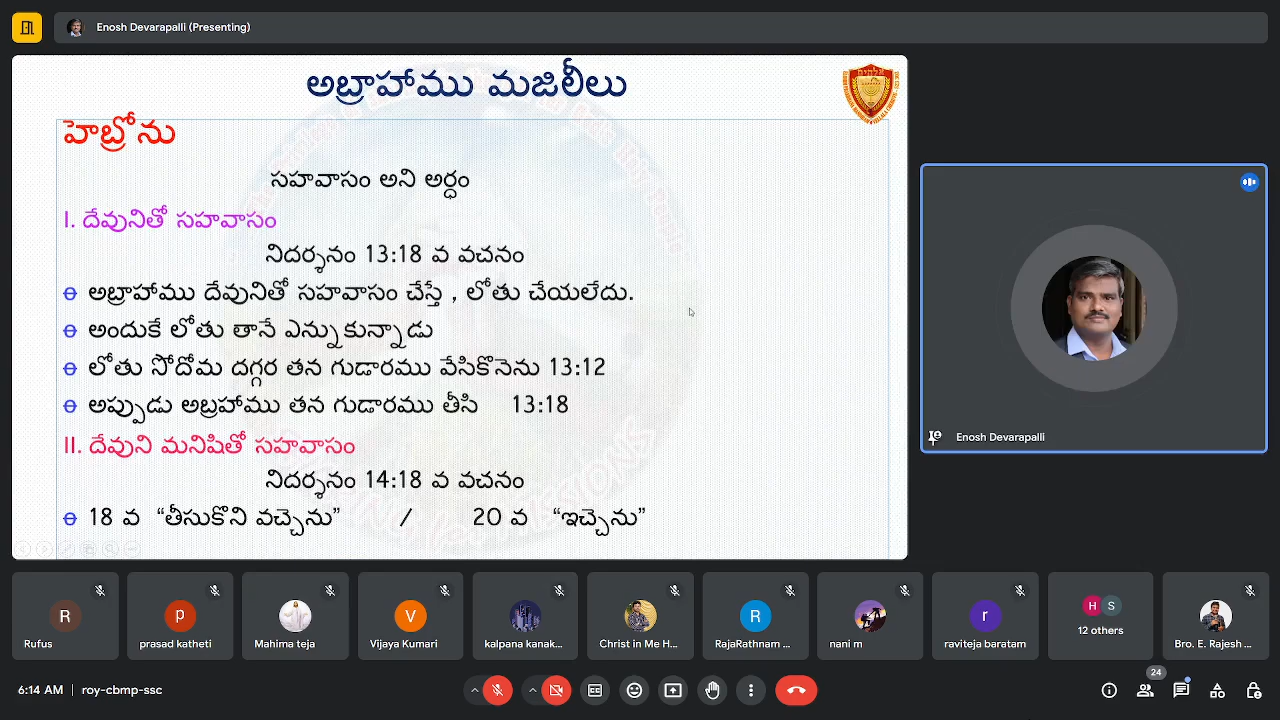 Enosh Devarapalli (Presenting)
అబ్రాహాము మజిలీలు
హెబ్రోను
సహవాసం అని అర్ధం
I. దేవునితో సహవాసం
నిదర్శనం 13:18 వ వచనం
అబ్రాహాము దేవునితో సహవాసం చేస్తే , లోతు చేయలేదు.
అందుకే లోతు తానే ఎన్నుకున్నాడు
లోతు సోదోమ దగ్గర తన గుడారము వేసికొనెను 13:12
అప్పుడు అబ్రహాము తన గుడారము తీసి 13:18
II. దేవుని మనిషితో సహవాసం
నిదర్శనం 14:18 వ వచనం
18 వ “తీసుకొని వచ్చెను” / 20 వ “ఇచ్చెను”
Enosh Devarapalli
R p V R r H S
12 others
Rufus prasad katheti Mahima teja Vijaya Kumari kalpana kanak... Christ in Me H... RajaRathnam ... nani m raviteja baratam Bro. E. Rajesh ...
6:14 AM | roy-cbmp-ssc
24